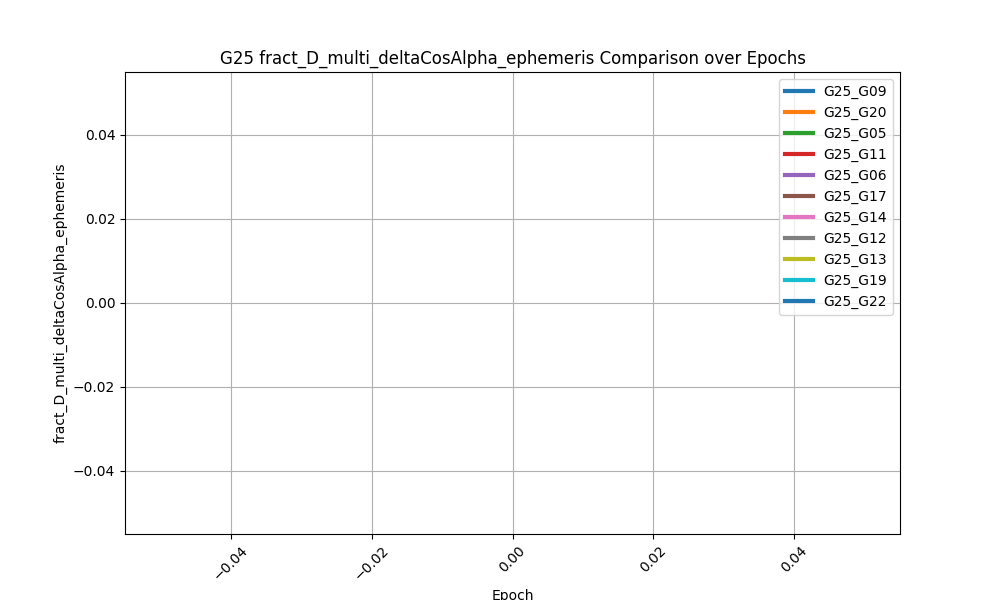 G25 fract_D_multi_deltaCosAlpha_ephemeris Comparison over Epochs
fract_D_multi_deltaCosAlpha_ephemeris
0.04
0.02
0.00
−0.02
−0.04
G25_G09
G25_G20
G25_G05
G25_G11
G25_G06
G25_G17
G25_G14
G25_G12
G25_G13
G25_G19
G25_G22
−0.04
−0.02
0.00
0.02
0.04
Epoch